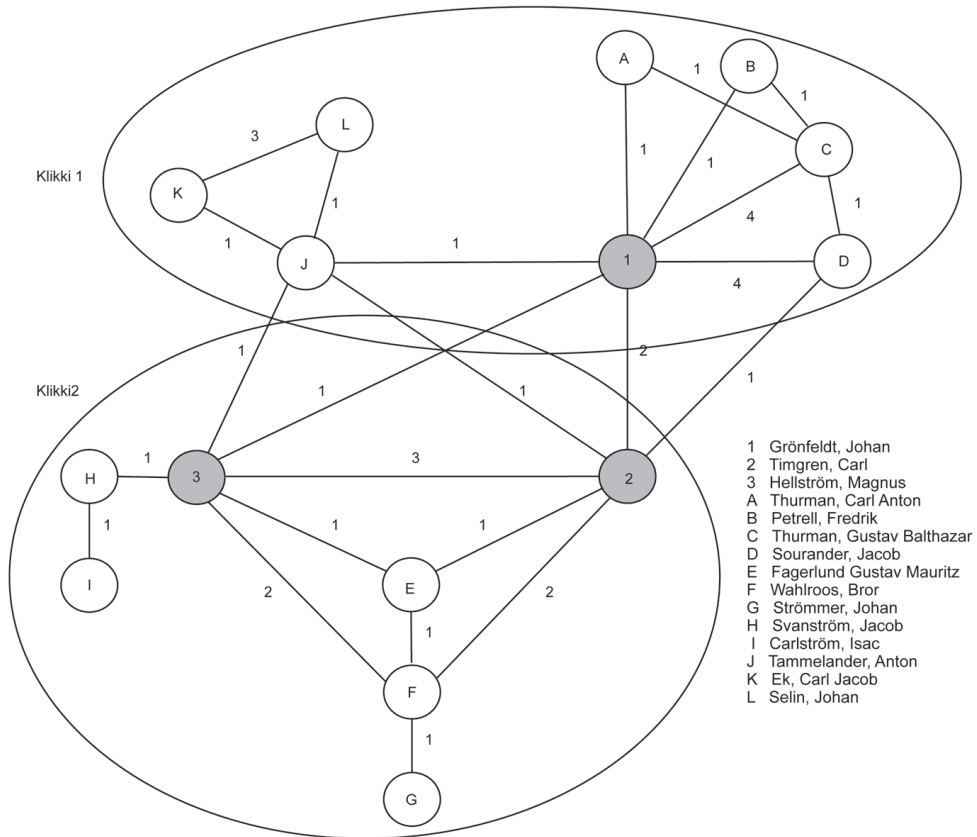 A
1
B
1
L
3
C
1
1
Klikki 1
K
1
1
4
1
1
J
1
D
4
1
2
1
1
1
Klikki2
1 Grönfeldt, Johan
2 Timgren, Carl
3 Hellström, Magnus
A Thurman, Carl Anton
B Petrell, Fredrik
C Thurman, Gustav Balthazar
D Sourander, Jacob
E Fagerlund Gustav Mauritz
F Wahlroos, Bror
G Strömmer, Johan
H Svanström, Jacob
I Carlström, Isac
J Tammelander, Anton
K Ek, Carl Jacob
L Selin, Johan
1
3
H
3
2
1
1
1
I
E
2
2
1
F
1
G